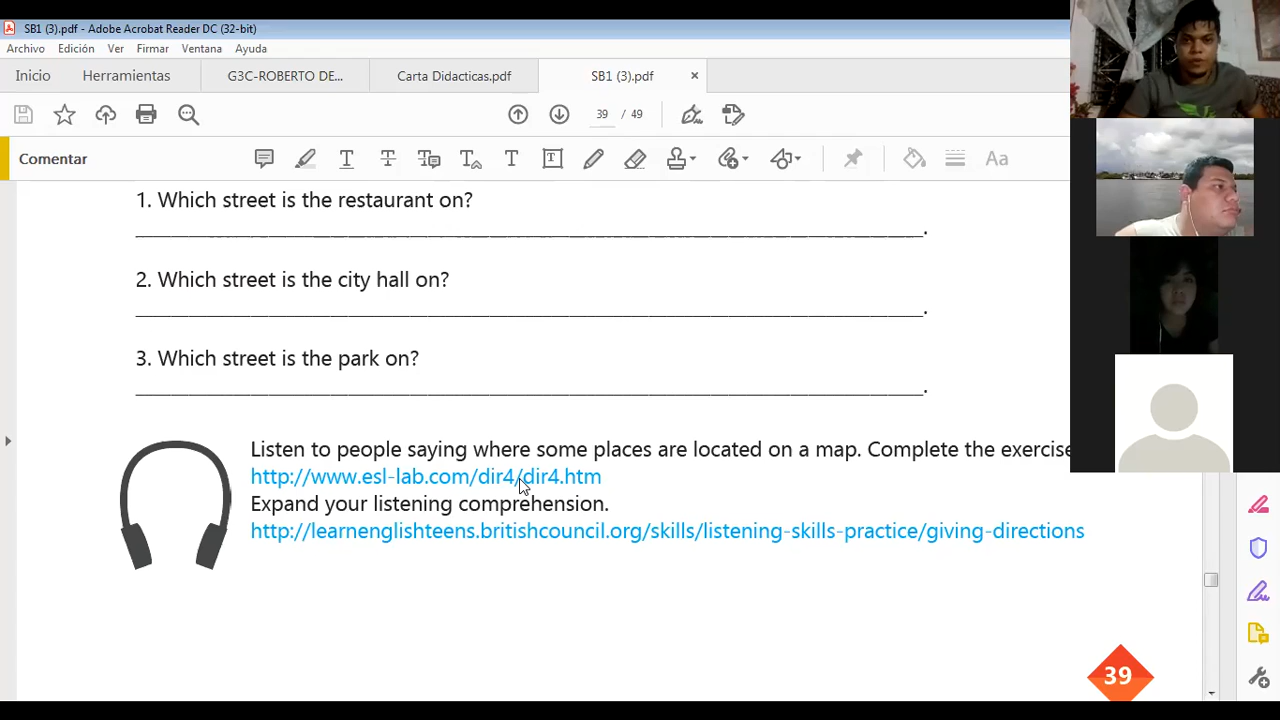 SB1 (3).pdf - Adobe Acrobat Reader DC (32-bit)
Archivo Edición Ver Firmar Ventana Ayuda
Inicio Herramientas G3C-ROBERTO DE... Certa Didacticas.pdf SB1 (3).pdf ×
39 / 49
Comentar
1. Which street is the restaurant on?
____________________.
2. Which street is the city hall on?
____________________.
3. Which street is the park on?
____________________.
Listen to people saying where some places are located on a map. Complete the exercise
http://www.esl-lab.com/dir4/dir4.htm
Expand your listening comprehension.
http://learnenglishteens.britishcouncil.org/skills/listening-skills-practice/giving-directions
39